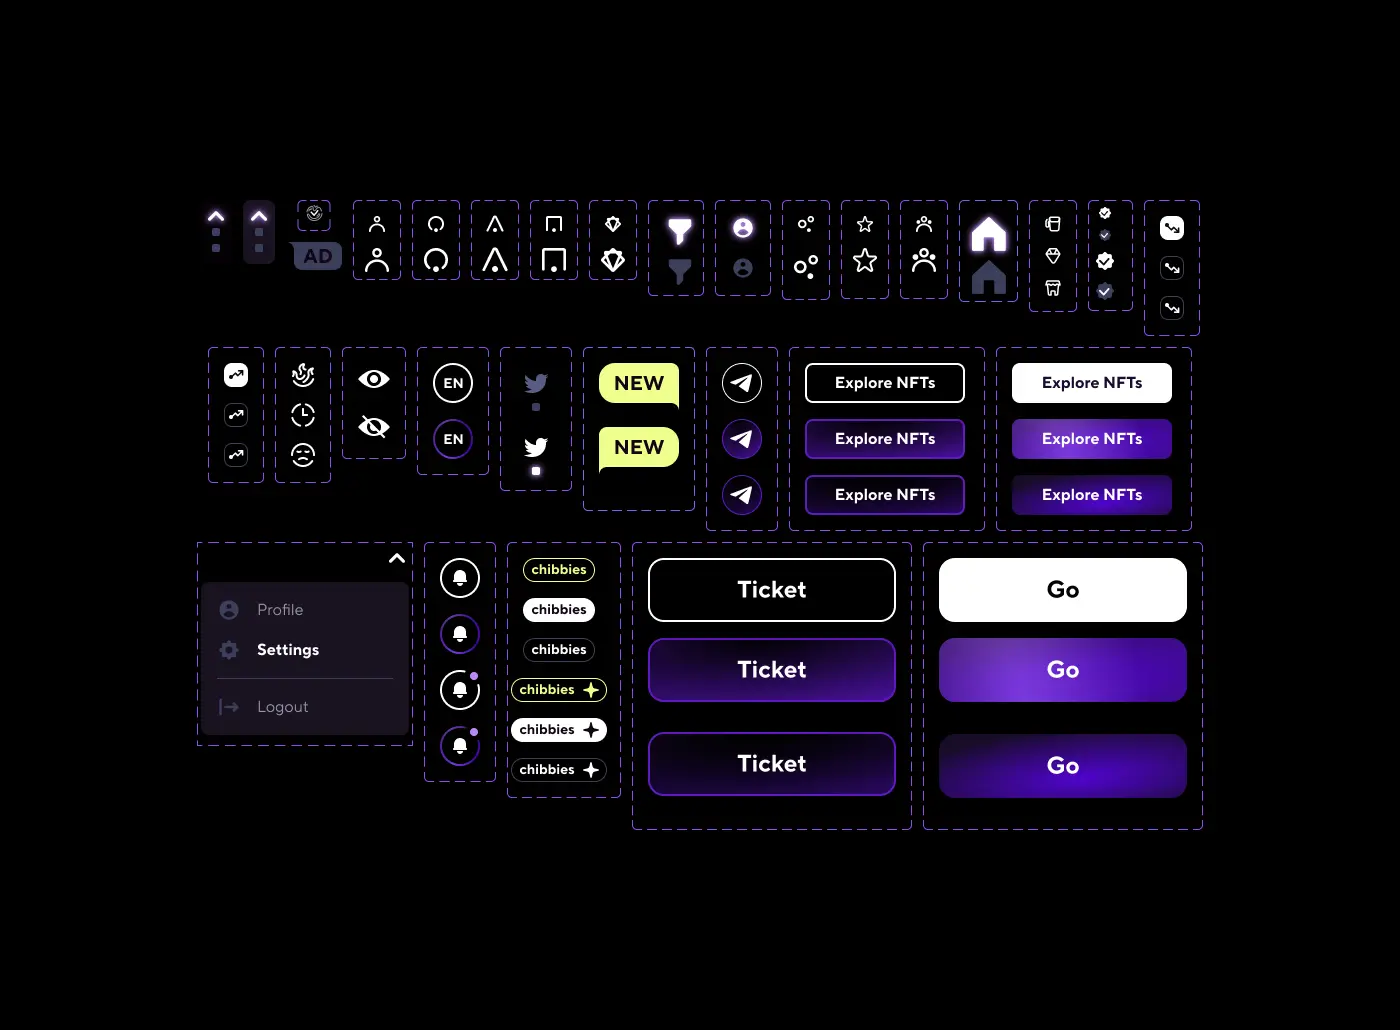 AD
EN
EN
NEW
NEW
Explore NFTs
Explore NFTs
Explore NFTs
Explore NFTs
Explore NFTs
Explore NFTs
Profile
Settings
Logout
chibbies
chibbies
chibbies
chibbies
chibbies
chibbies
Ticket
Ticket
Ticket
Go
Go
Go